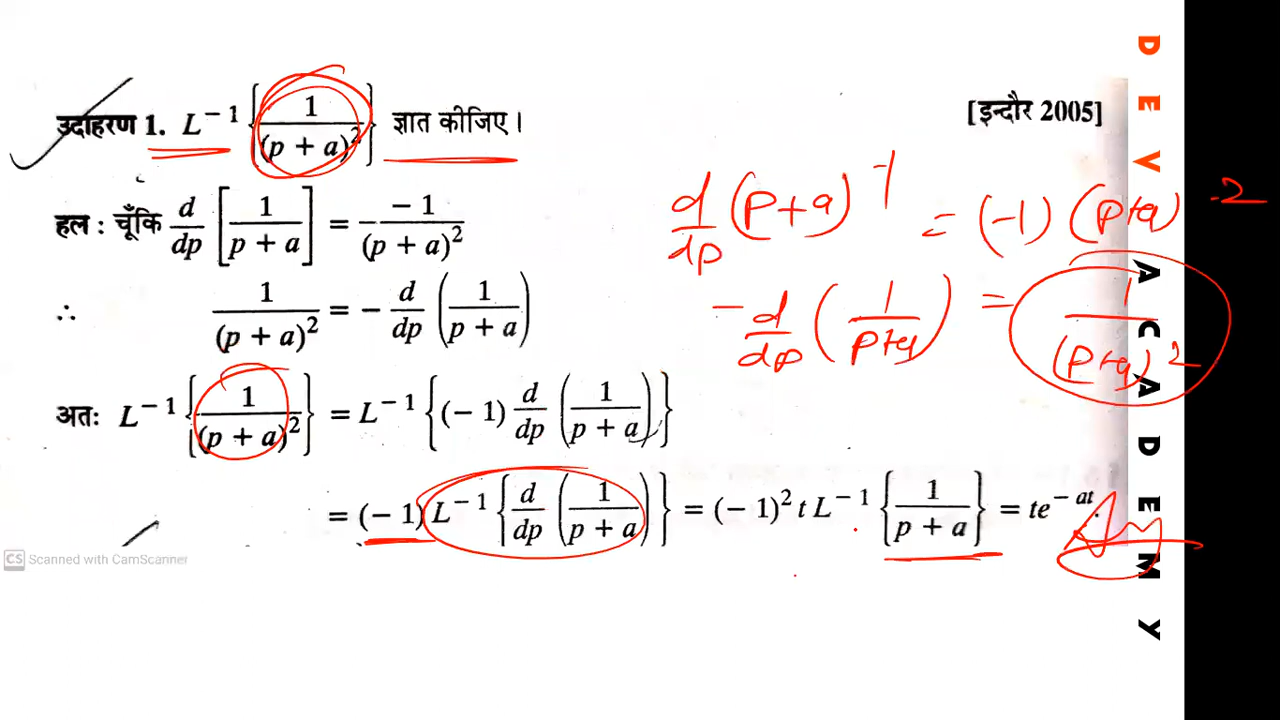 उदाहरण 1. L⁻¹ {1/(p + a)²} ज्ञात कीजिए।
[इन्दौर 2005]
हल : चूँकि d/dp [1/(p + a)] = -1/(p + a)²
∴ 1/(p + a)² = - d/dp (1/(p + a))
अतः L⁻¹ {1/(p + a)²} = L⁻¹ {(-1) d/dp (1/(p + a))}
= (-1) L⁻¹ {d/dp (1/(p + a))} = (-1)² t L⁻¹ {1/(p + a)} = te⁻ᵃᵗ.
d/dp (p+a)⁻¹ = (-1) (p+a)⁻²
- d/dp (1/(p+a)) = 1/(p+a)²
CS Scanned with CamScanner
DEV ACADEMY